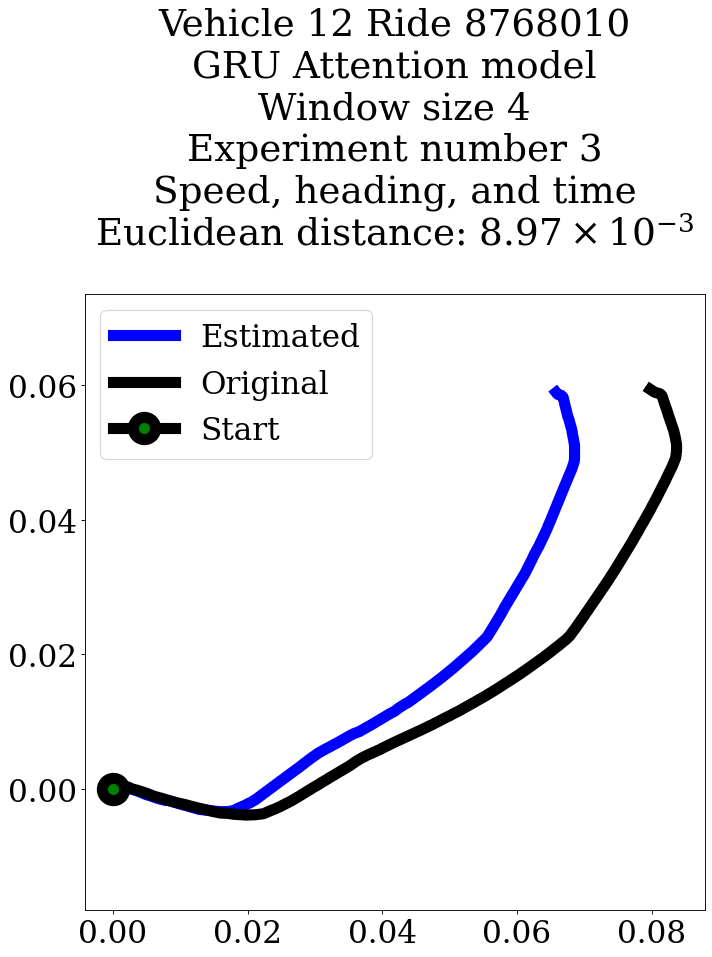 Vehicle 12 Ride 8768010
GRU Attention model
Window size 4
Experiment number 3
Speed, heading, and time
Euclidean distance: 8.97 × 10⁻³
Estimated
Original
Start
0.06
0.04
0.02
0.00
0.00 0.02 0.04 0.06 0.08